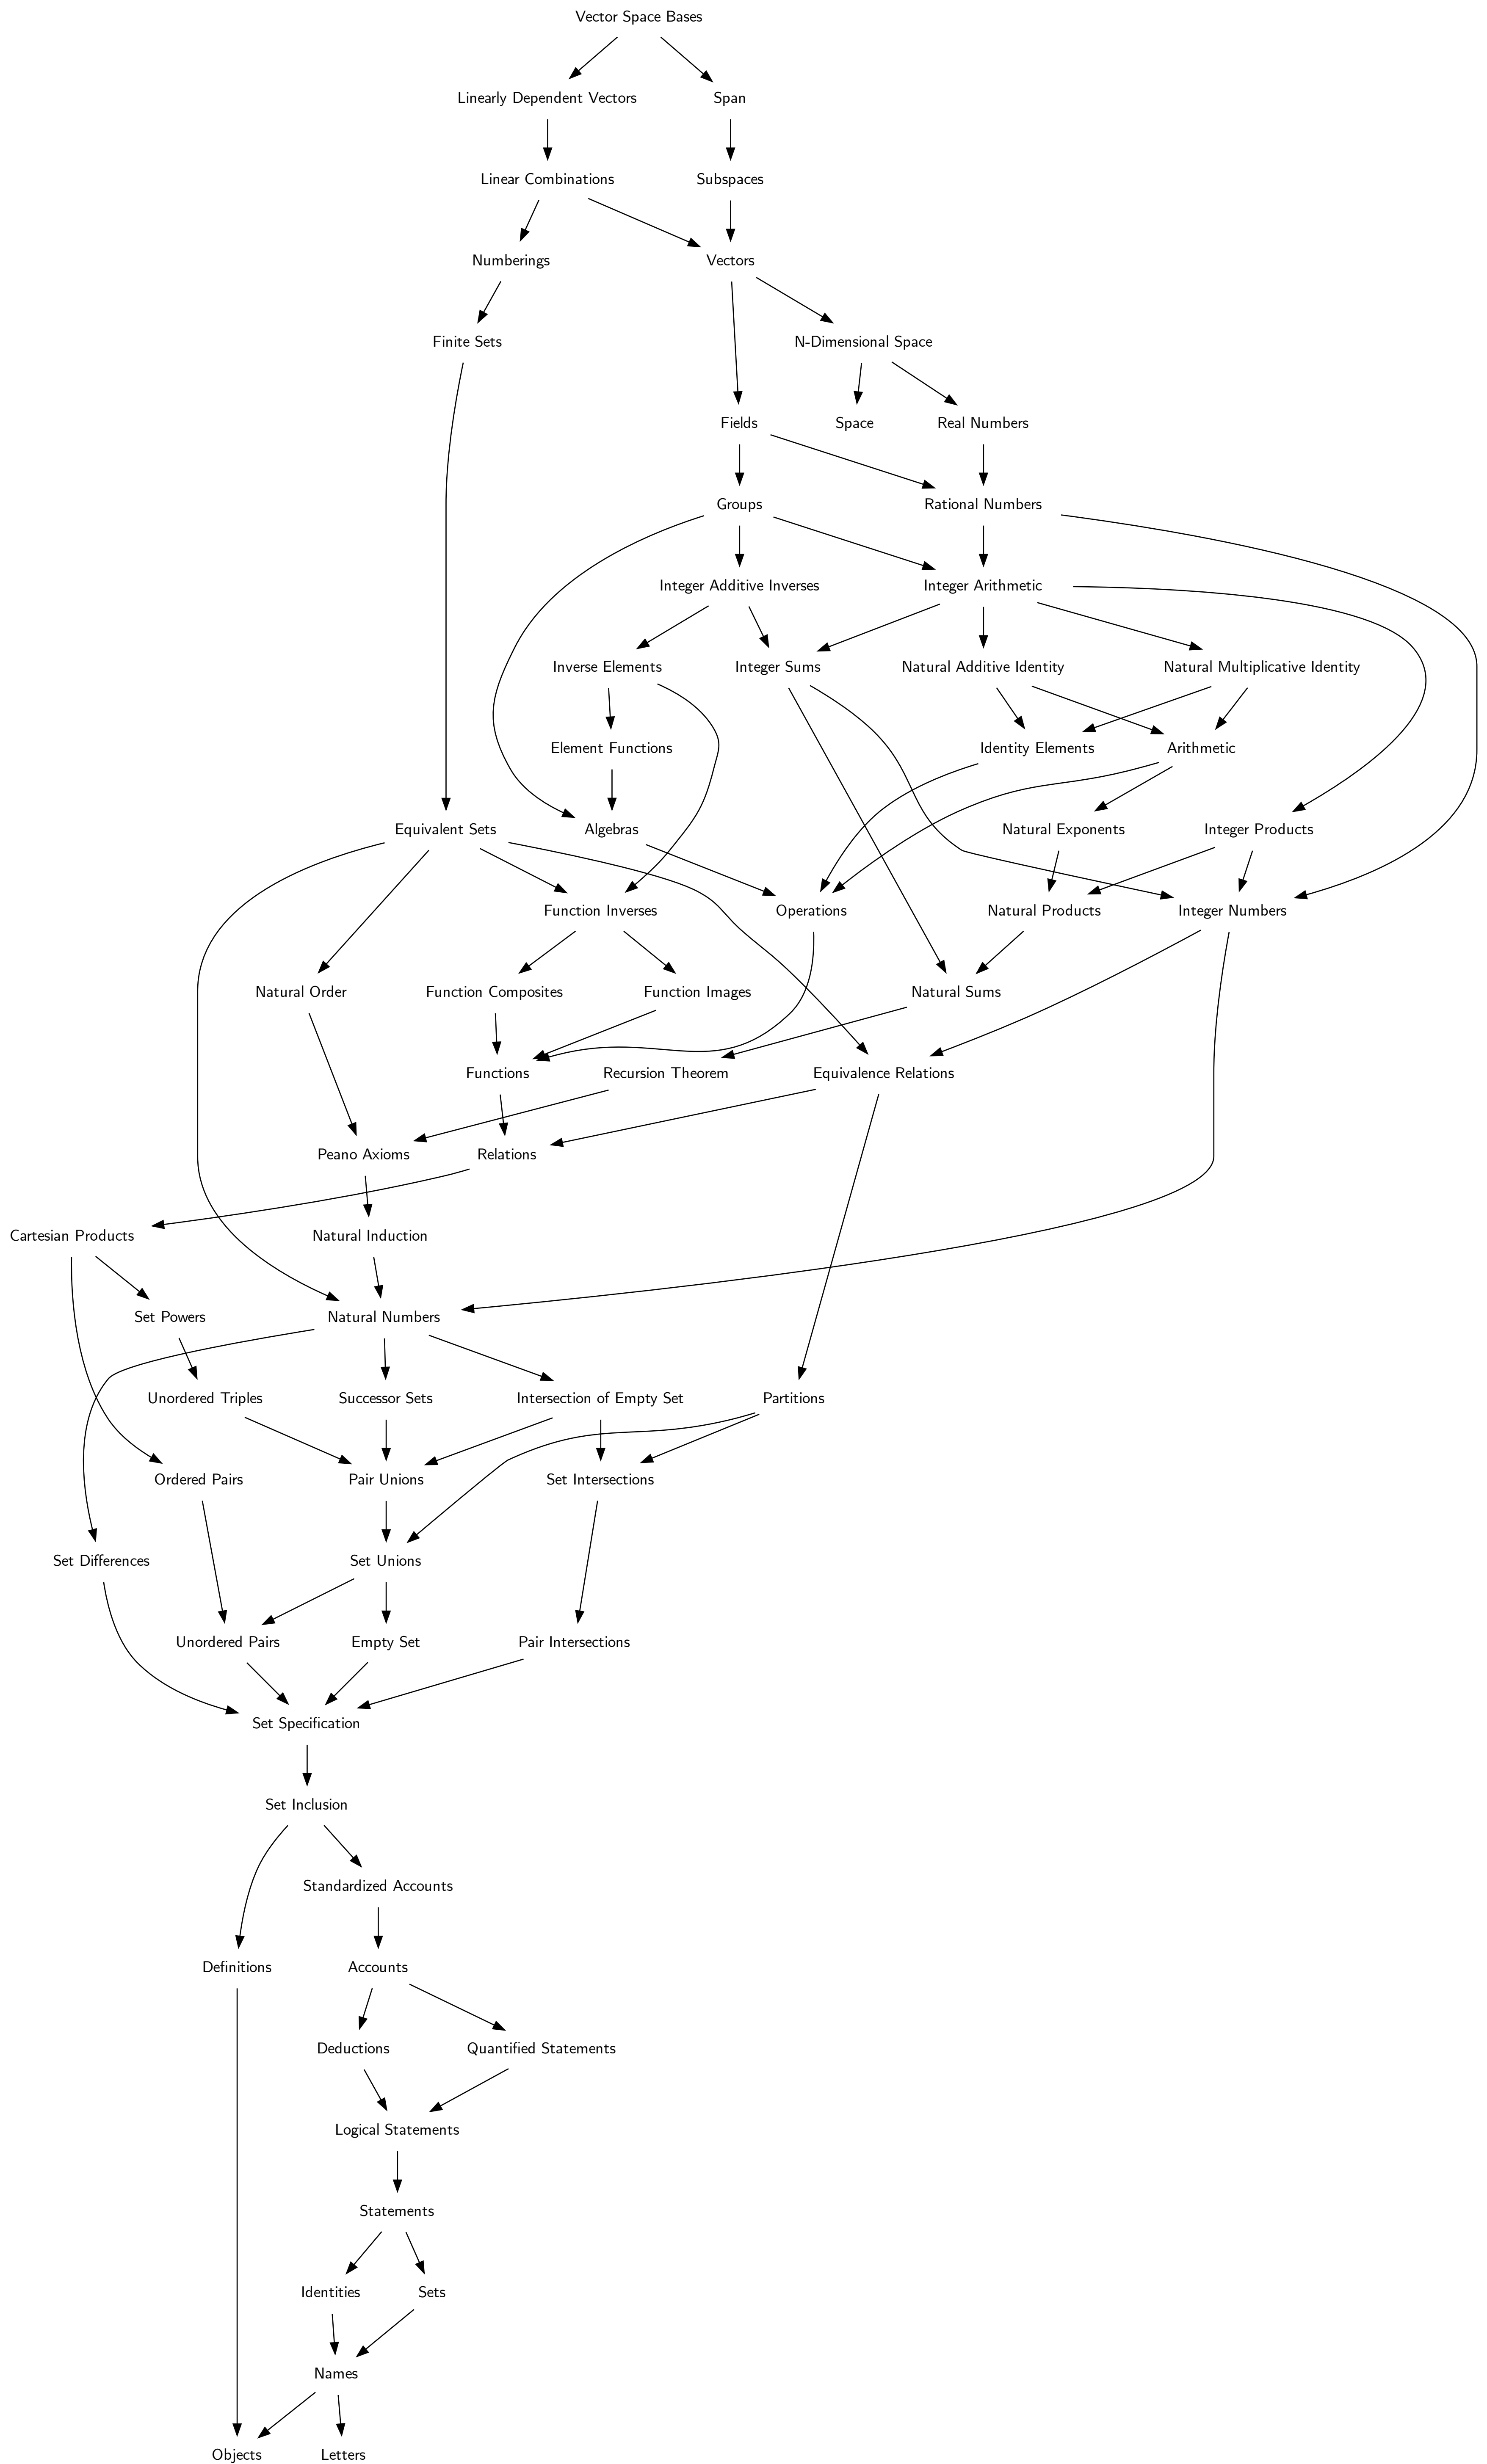 Vector Space Bases
Linearly Dependent Vectors
Span
Linear Combinations
Subspaces
Numberings
Vectors
Finite Sets
N-Dimensional Space
Fields
Space
Real Numbers
Groups
Rational Numbers
Integer Additive Inverses
Integer Arithmetic
Inverse Elements
Integer Sums
Natural Additive Identity
Natural Multiplicative Identity
Element Functions
Identity Elements
Arithmetic
Equivalent Sets
Algebras
Natural Exponents
Integer Products
Function Inverses
Operations
Natural Products
Integer Numbers
Natural Order
Function Composites
Function Images
Natural Sums
Functions
Recursion Theorem
Equivalence Relations
Peano Axioms
Relations
Cartesian Products
Natural Induction
Set Powers
Natural Numbers
Unordered Triples
Successor Sets
Intersection of Empty Set
Partitions
Ordered Pairs
Pair Unions
Set Intersections
Set Differences
Set Unions
Unordered Pairs
Empty Set
Pair Intersections
Set Specification
Set Inclusion
Standardized Accounts
Definitions
Accounts
Deductions
Quantified Statements
Logical Statements
Statements
Identities
Sets
Names
Objects
Letters